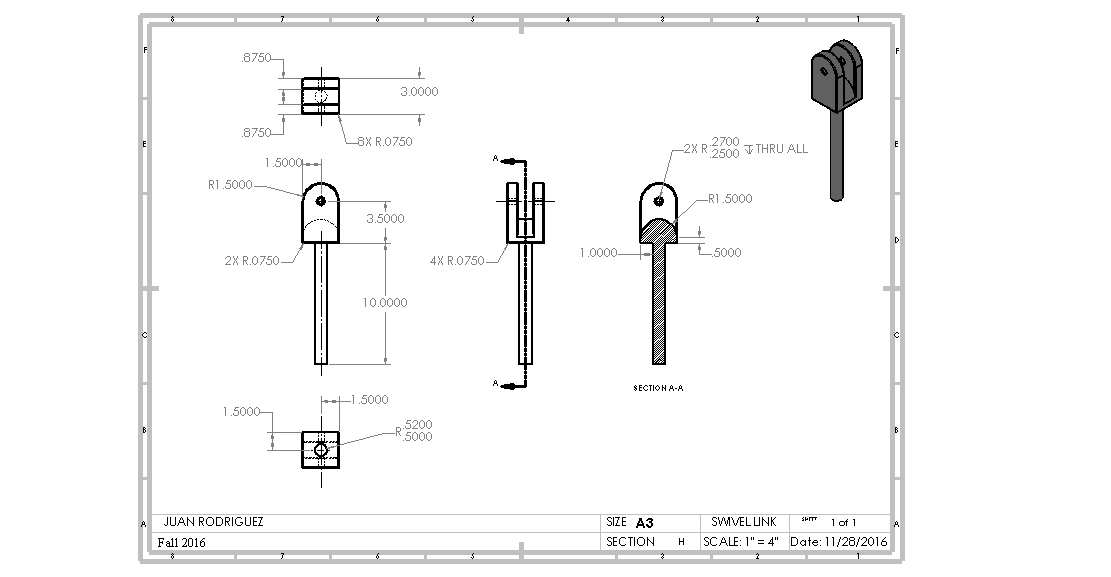 8 7 6 5 4 3 2 1
F F
.8750
3.0000
.8750
8X R.0750
E E
2X R .2700
.2500 ↧ THRU ALL
1.5000
A
R1.5000
R1.5000
3.5000
D D
2X R.0750
4X R.0750
1.0000
.5000
10.0000
C C
A
SECTION A-A
1.5000
1.5000
R .5200
.5000
B B
JUAN RODRIGUEZ
SIZE A3
SWIVEL LINK
SHEET 1 of 1
A A
Fall 2016
SECTION H
SCALE: 1" = 4"
Date: 11/28/2016
8 7 6 5 4 3 2 1